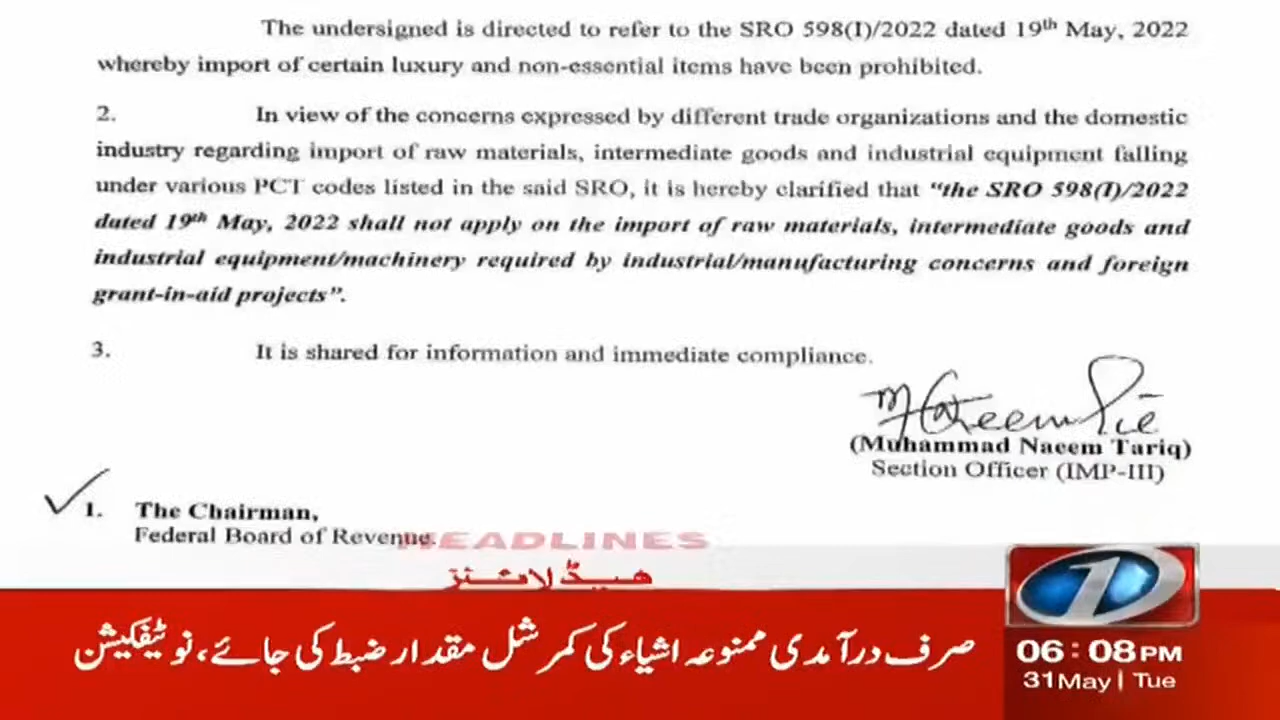 The undersigned is directed to refer to the SRO 598(I)/2022 dated 19th May, 2022
whereby import of certain luxury and non-essential items have been prohibited.
2. In view of the concerns expressed by different trade organizations and the domestic
industry regarding import of raw materials, intermediate goods and industrial equipment falling
under various PCT codes listed in the said SRO, it is hereby clarified that “the SRO 598(I)/2022
dated 19th May, 2022 shall not apply on the import of raw materials, intermediate goods and
industrial equipment/machinery required by industrial/manufacturing concerns and foreign
grant-in-aid projects”.
3. It is shared for information and immediate compliance.
(Muhammad Naeem Tariq)
Section Officer (IMP-III)
1. The Chairman,
Federal Board of Revenue.
HEADLINES
ہیڈلائنز
صرف درآمدی ممنوعہ اشیاء کی کمرشل مقدار ضبط کی جائے، نوٹیفکیشن
1
06:08PM
31May | Tue